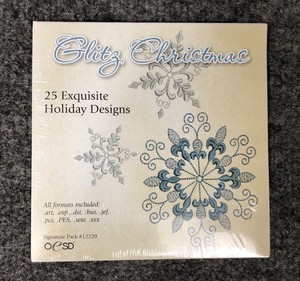 Glitz Christmas
25 Exquisite
Holiday Designs
All formats included:
.art, .exp .dst, .hus, .jef,
.pcs, .PES, .sew, .xxx
Signature Pack #12220
OESD